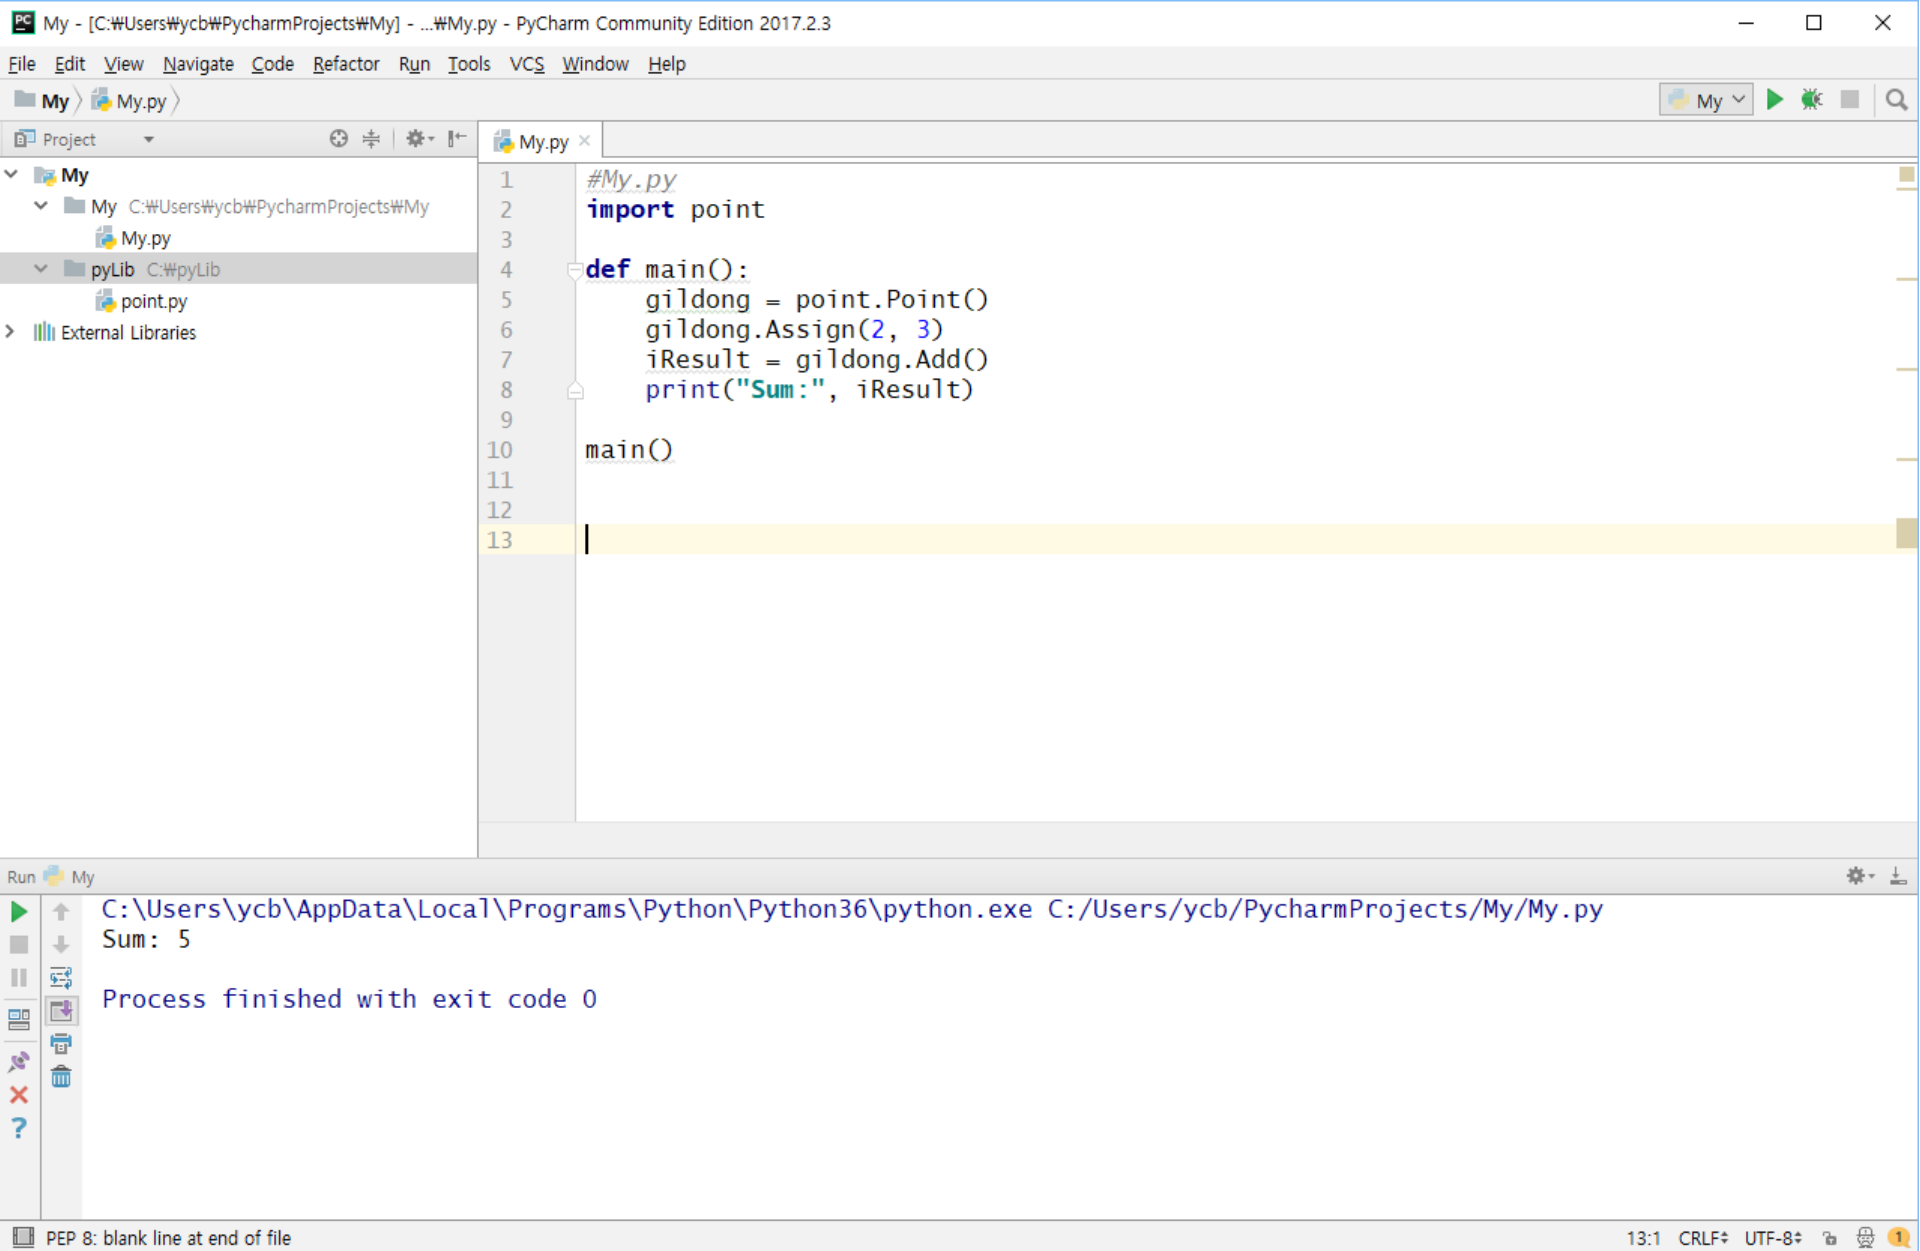 My - [C:₩Users₩ycb₩PycharmProjects₩My] - ...₩My.py - PyCharm Community Edition 2017.2.3
File Edit View Navigate Code Refactor Run Tools VCS Window Help
My My.py My
Project
My.py
My
My C:₩Users₩ycb₩PycharmProjects₩My
My.py
pyLib C:₩pyLib
point.py
External Libraries
1 #My.py
2 import point
3
4 def main():
5 gildong = point.Point()
6 gildong.Assign(2, 3)
7 iResult = gildong.Add()
8 print("Sum:", iResult)
9
10 main()
11
12
13
Run My
C:\Users\ycb\AppData\Local\Programs\Python\Python36\python.exe C:/Users/ycb/PycharmProjects/My/My.py
Sum: 5
Process finished with exit code 0
PEP 8: blank line at end of file
13:1 CRLF UTF-8 1